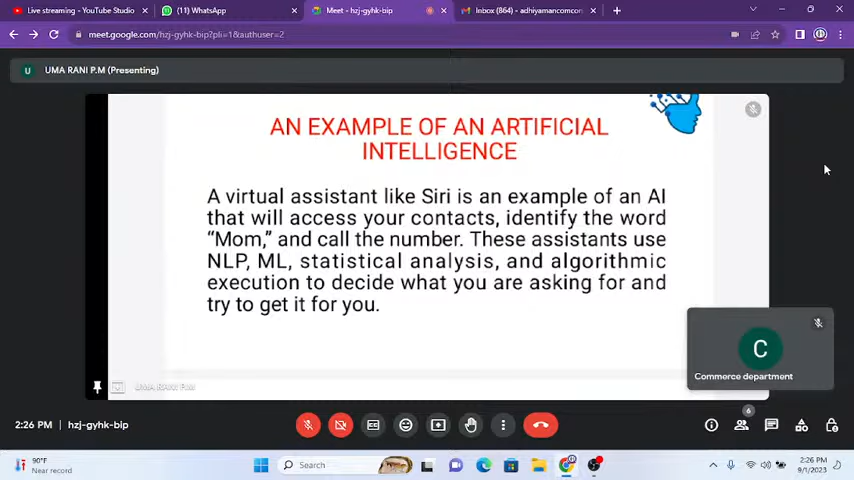 Live streaming - YouTube Studio
(11) WhatsApp
Meet - hzj-gyhk-bip
Inbox (864) - adhiyamancomcor
meet.google.com/hzj-gyhk-bip?pli=1&authuser=2
U
UMA RANI P.M (Presenting)
AN EXAMPLE OF AN ARTIFICIAL
INTELLIGENCE
A virtual assistant like Siri is an example of an AI
that will access your contacts, identify the word
“Mom,” and call the number. These assistants use
NLP, ML, statistical analysis, and algorithmic
execution to decide what you are asking for and
try to get it for you.
C
Commerce department
UMA RANI P.M
2:26 PM | hzj-gyhk-bip
6
90°F
Near record
Search
2:26 PM
9/1/2023